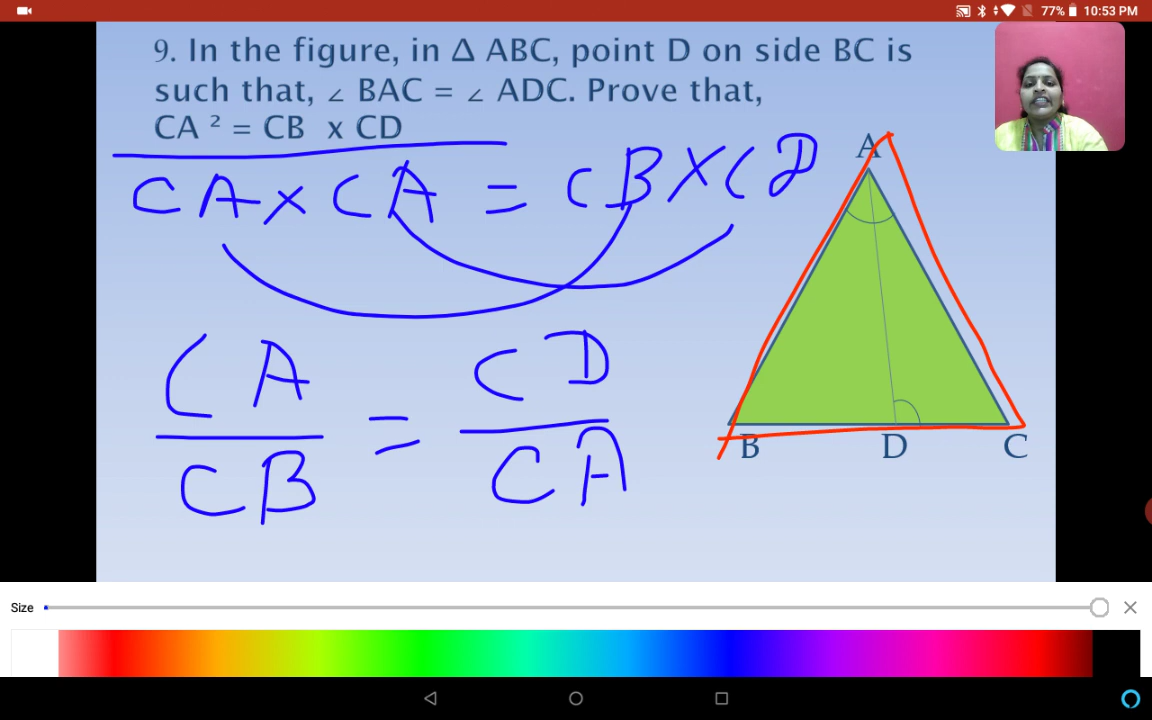 77% 10:53 PM
9. In the figure, in Δ ABC, point D on side BC is
such that, ∠ BAC = ∠ ADC. Prove that,
CA ² = CB x CD
CA x CA = CB X CD
A
CA
CB
=
CD
CA
B D C
Size